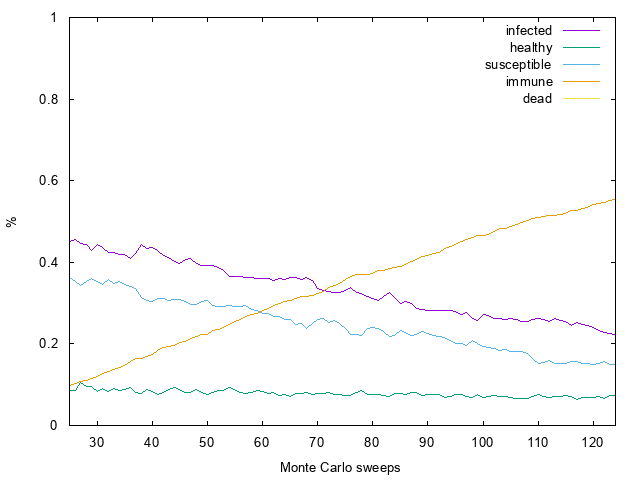 1
0.8
0.6
0.4
0.2
0
%
infected
healthy
susceptible
immune
dead
30 40 50 60 70 80 90 100 110 120
Monte Carlo sweeps